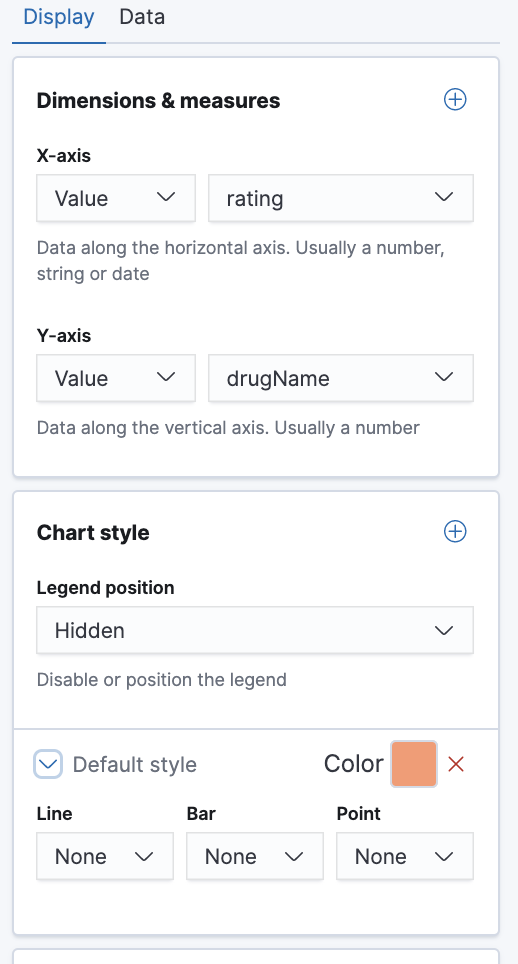 Display Data
Dimensions & measures
X-axis
Value rating
Data along the horizontal axis. Usually a number,
string or date
Y-axis
Value drugName
Data along the vertical axis. Usually a number
Chart style
Legend position
Hidden
Disable or position the legend
Default style Color
Line Bar Point
None None None